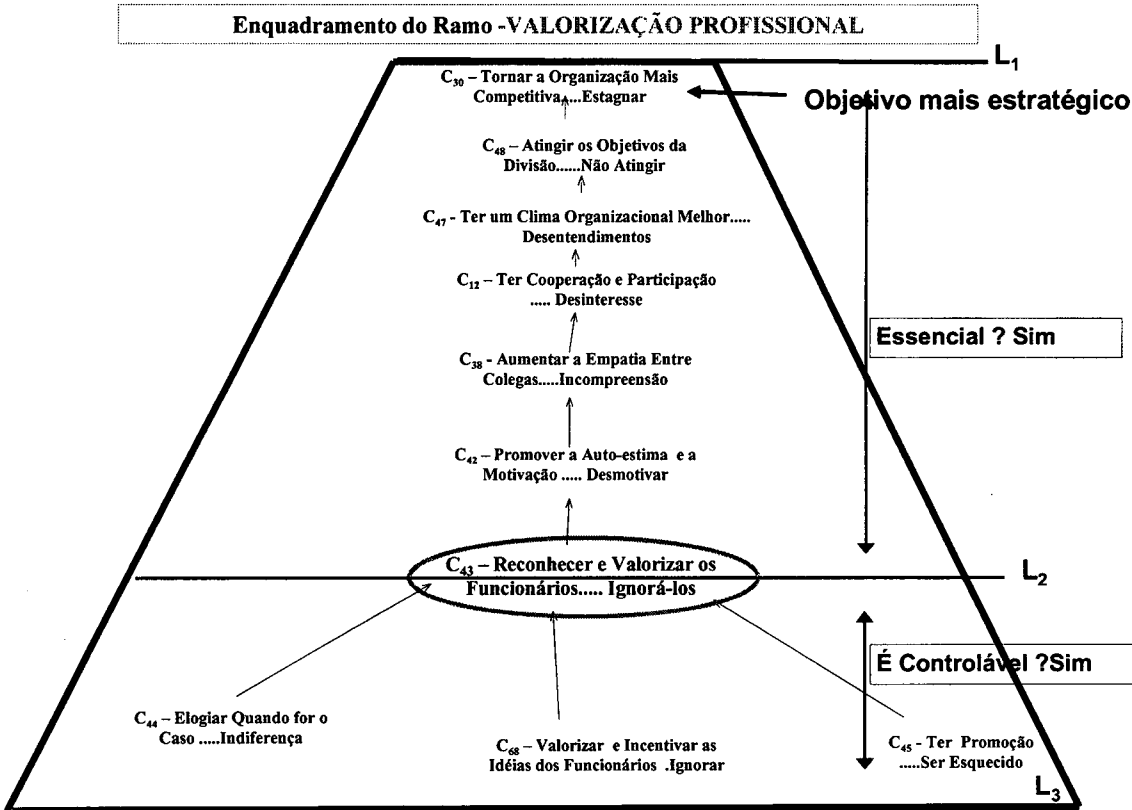 Enquadramento do Ramo -VALORIZAÇÃO PROFISSIONAL
L₁
C₃₀ – Tornar a Organização Mais
Competitiva....Estagnar
Objetivo mais estratégico
C₄₈ – Atingir os Objetivos da
Divisão......Não Atingir
C₄₇ - Ter um Clima Organizacional Melhor.....
Desentendimentos
C₁₂ – Ter Cooperação e Participação
..... Desinteresse
Essencial ? Sim
C₃₈ - Aumentar a Empatia Entre
Colegas.....Incompreensão
C₄₂ – Promover a Auto-estima e a
Motivação ..... Desmotivar
C₄₃ – Reconhecer e Valorizar os
Funcionários..... Ignorá-los
L₂
É Controlável ?Sim
C₄₄ – Elogiar Quando for o
Caso .....Indiferença
C₆₈ – Valorizar e Incentivar as
Idéias dos Funcionários .Ignorar
C₄₅ - Ter Promoção
.....Ser Esquecido
L₃